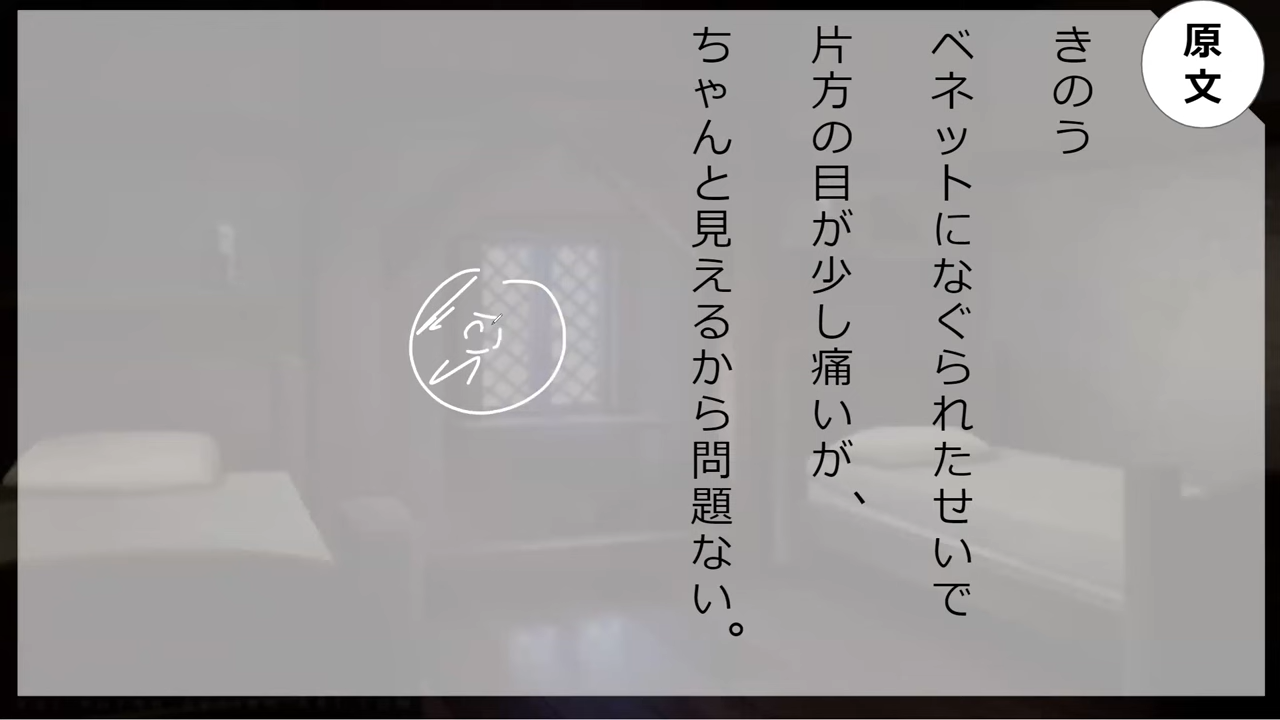 原文
きのう
ベネットになぐられたせいで
片方の目が少し痛いが、
ちゃんと見えるから問題ない。